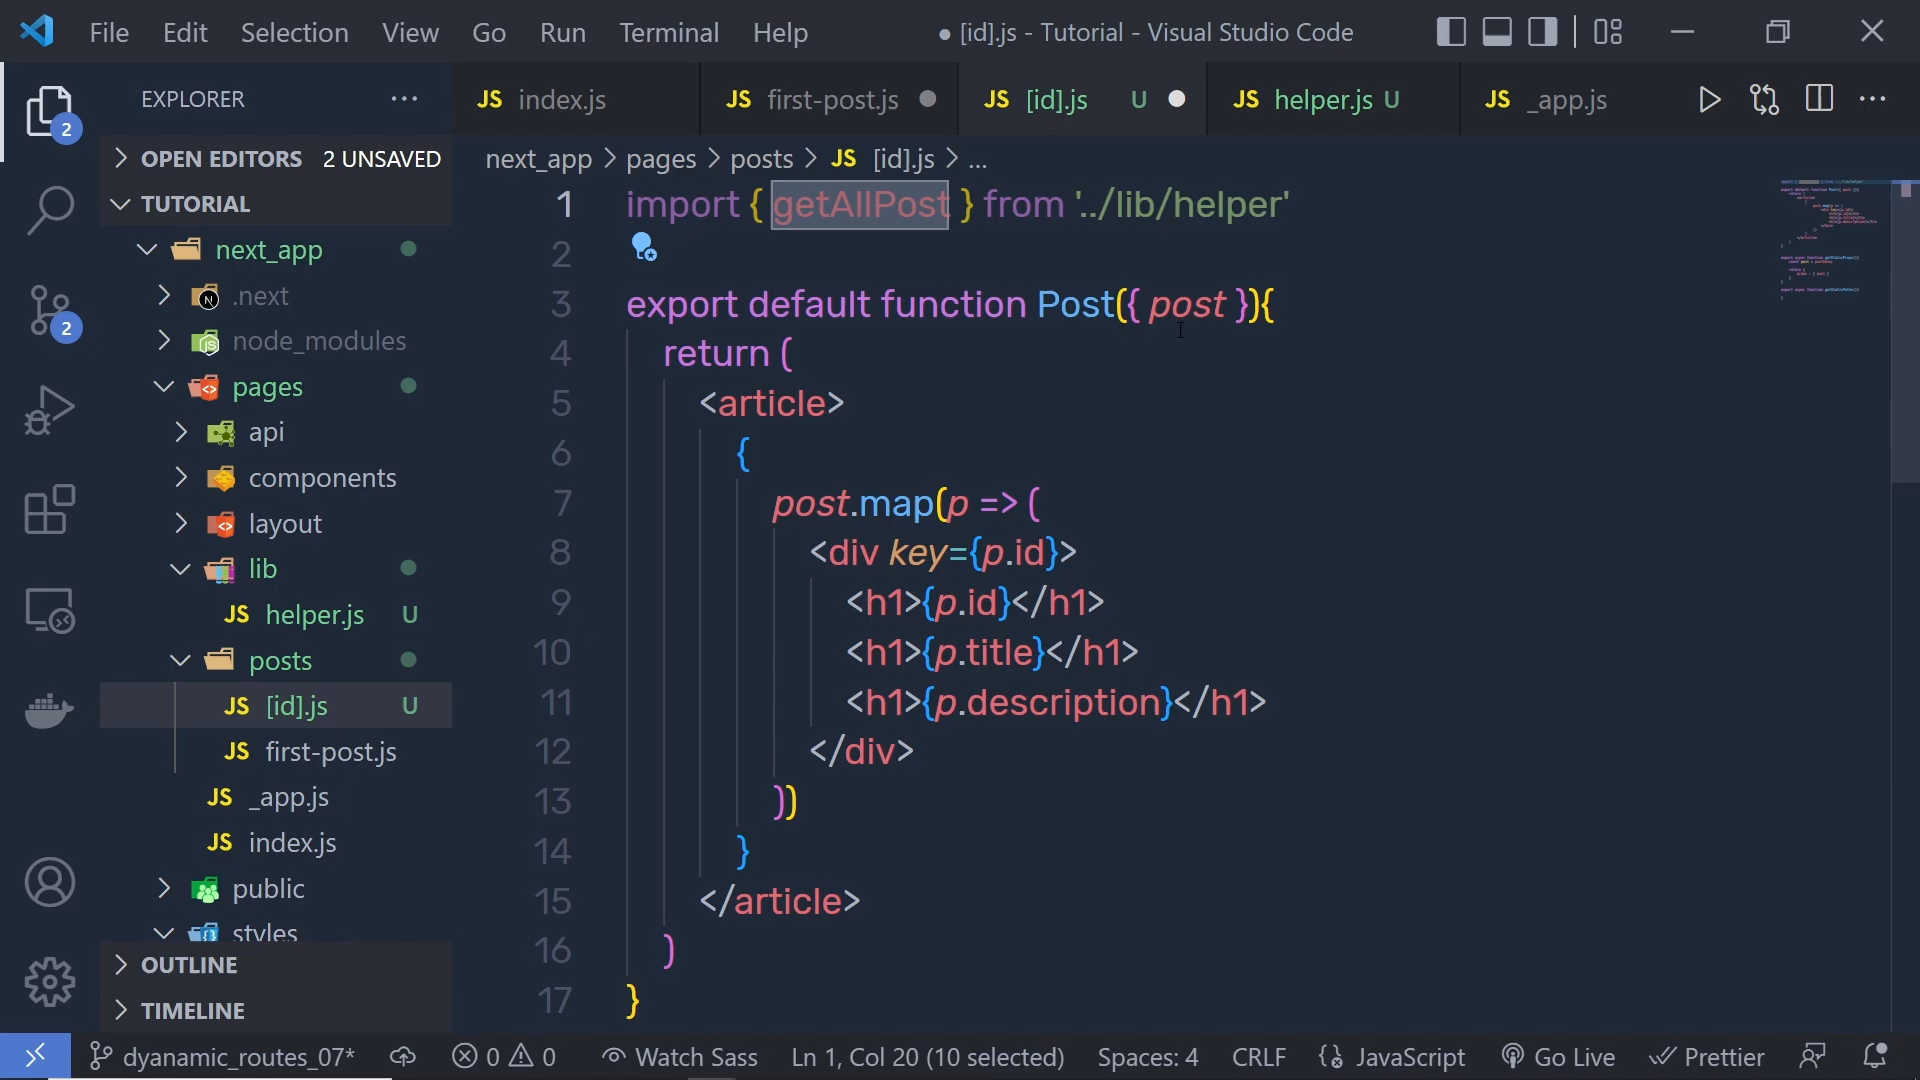 File Edit Selection View Go Run Terminal Help
● [id].js - Tutorial - Visual Studio Code
EXPLORER ···
2
OPEN EDITORS 2 UNSAVED
TUTORIAL
next_app
.next
node_modules
pages
api
components
layout
lib
JS helper.js U
posts
JS [id].js U
JS first-post.js
JS _app.js
JS index.js
public
styles
OUTLINE
TIMELINE
2
JS index.js
JS first-post.js
JS [id].js U
JS helper.js U
JS _app.js
next_app > pages > posts > JS [id].js > ...
1 import { getAllPost } from '../lib/helper'
2
3 export default function Post({ post }){
4 return (
5 <article>
6 {
7 post.map(p => (
8 <div key={p.id}>
9 <h1>{p.id}</h1>
10 <h1>{p.title}</h1>
11 <h1>{p.description}</h1>
12 </div>
13 ))
14 }
15 </article>
16 )
17 }
dyanamic_routes_07* 0 0 Watch Sass Ln 1, Col 20 (10 selected) Spaces: 4 CRLF JavaScript Go Live Prettier